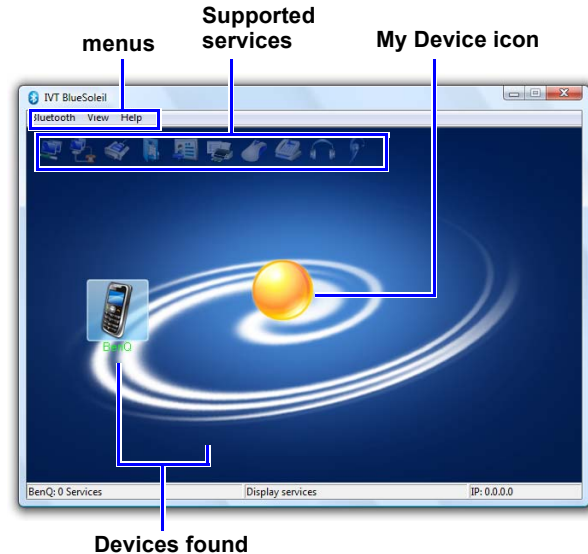 Supported
services
menus
My Device icon
IVT BlueSoleil
Bluetooth View Help
BenQ
BenQ: 0 Services
Display services
IP: 0.0.0.0
Devices found